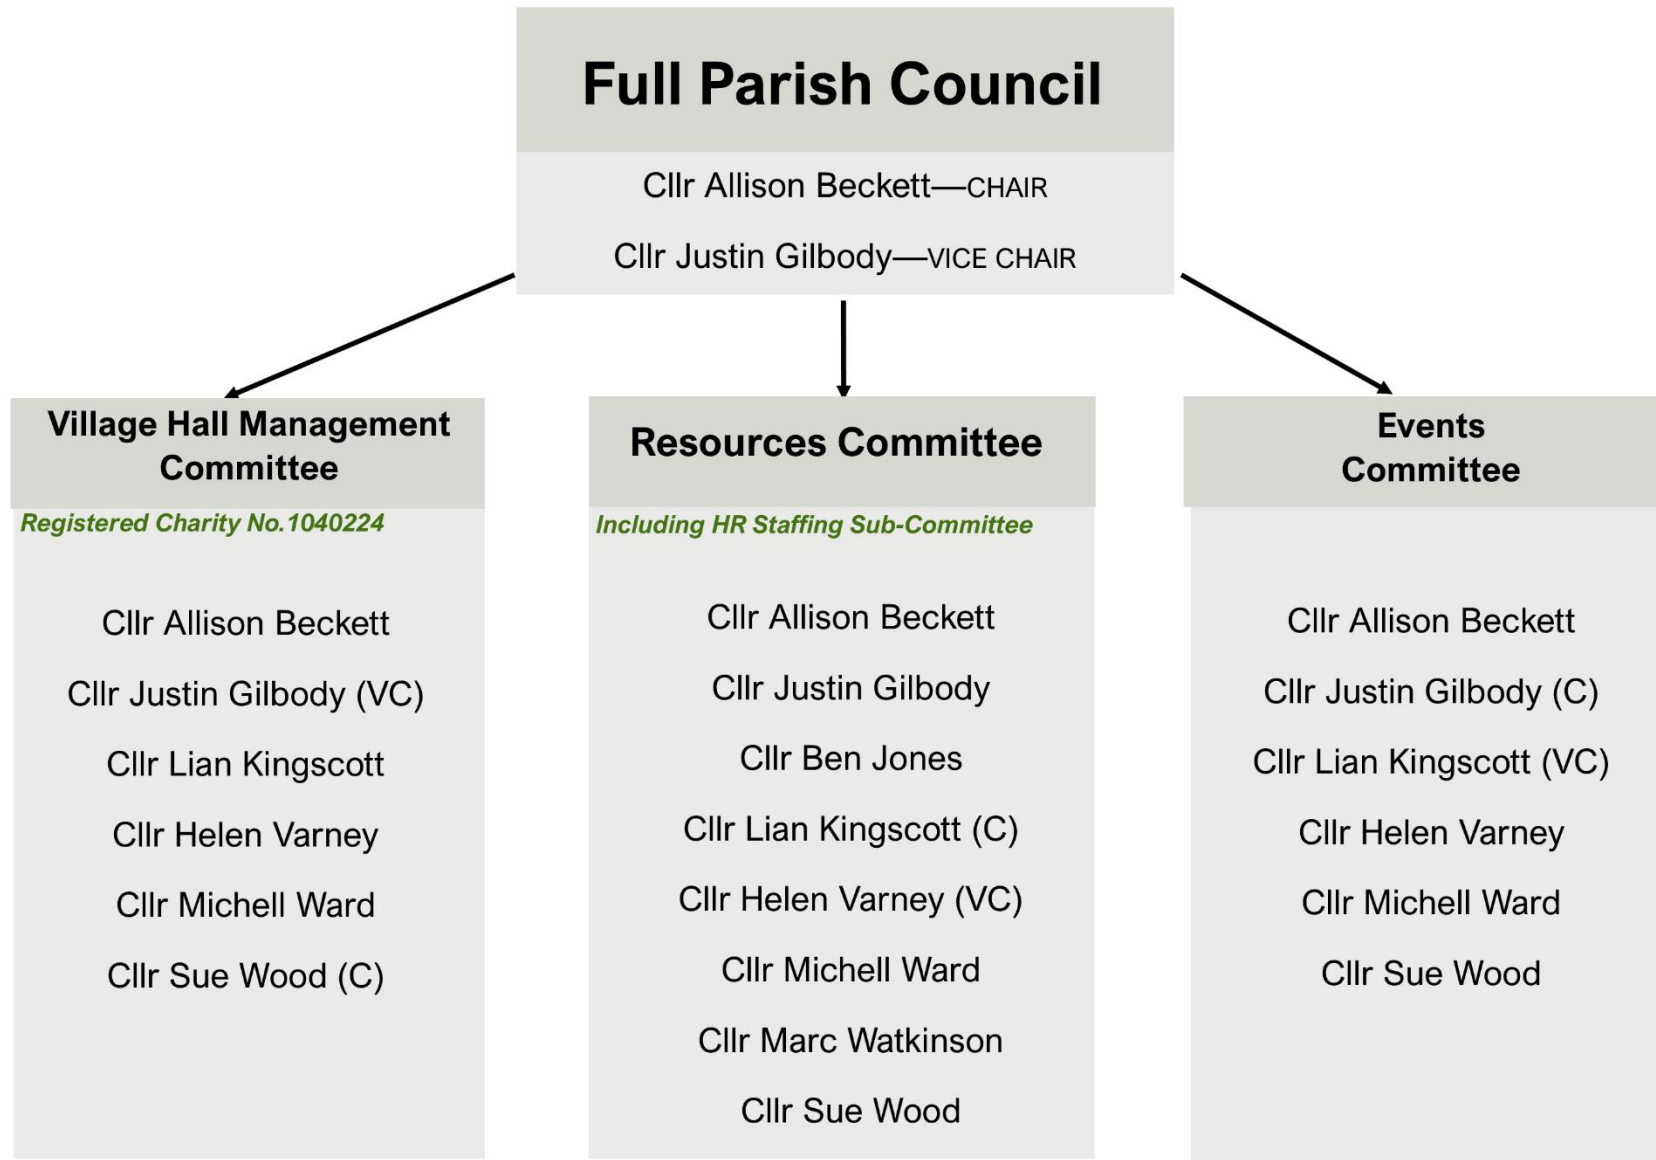 Full Parish Council
Cllr Allison Beckett—CHAIR
Cllr Justin Gilbody—VICE CHAIR
Village Hall Management
Committee
Registered Charity No.1040224
Cllr Allison Beckett
Cllr Justin Gilbody (VC)
Cllr Lian Kingscott
Cllr Helen Varney
Cllr Michell Ward
Cllr Sue Wood (C)
Resources Committee
Including HR Staffing Sub-Committee
Cllr Allison Beckett
Cllr Justin Gilbody
Cllr Ben Jones
Cllr Lian Kingscott (C)
Cllr Helen Varney (VC)
Cllr Michell Ward
Cllr Marc Watkinson
Cllr Sue Wood
Events
Committee
Cllr Allison Beckett
Cllr Justin Gilbody (C)
Cllr Lian Kingscott (VC)
Cllr Helen Varney
Cllr Michell Ward
Cllr Sue Wood